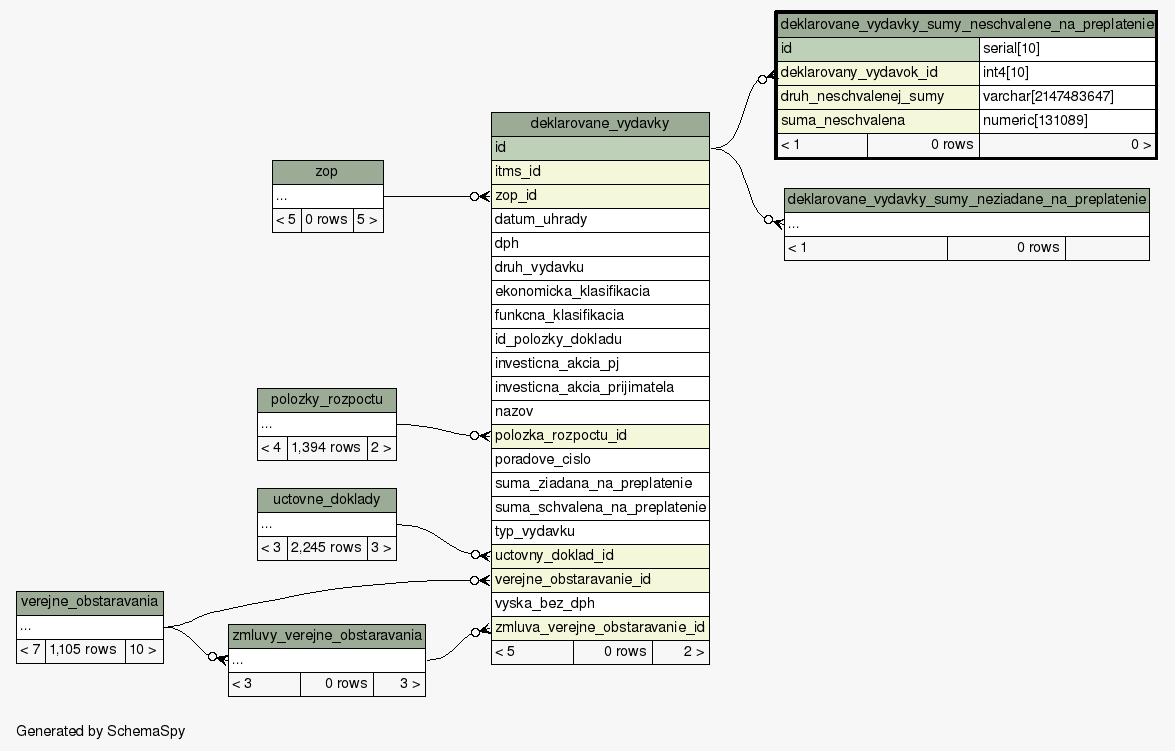 deklarovane_vydavky_sumy_neschvalene_na_preplatenie
id serial[10]
deklarovany_vydavok_id int4[10]
druh_neschvalenej_sumy varchar[2147483647]
suma_neschvalena numeric[131089]
< 1 0 rows 0 >
deklarovane_vydavky_sumy_neziadane_na_preplatenie
...
< 1 0 rows
deklarovane_vydavky
id
itms_id
zop_id
datum_uhrady
dph
druh_vydavku
ekonomicka_klasifikacia
funkcna_klasifikacia
id_polozky_dokladu
investicna_akcia_pj
investicna_akcia_prijimatela
nazov
polozka_rozpoctu_id
poradove_cislo
suma_ziadana_na_preplatenie
suma_schvalena_na_preplatenie
typ_vydavku
uctovny_doklad_id
verejne_obstaravanie_id
vyska_bez_dph
zmluva_verejne_obstaravanie_id
< 5 0 rows 2 >
zop
...
< 5 0 rows 5 >
polozky_rozpoctu
...
< 4 1,394 rows 2 >
uctovne_doklady
...
< 3 2,245 rows 3 >
verejne_obstaravania
...
< 7 1,105 rows 10 >
zmluvy_verejne_obstaravania
...
< 3 0 rows 3 >
Generated by SchemaSpy